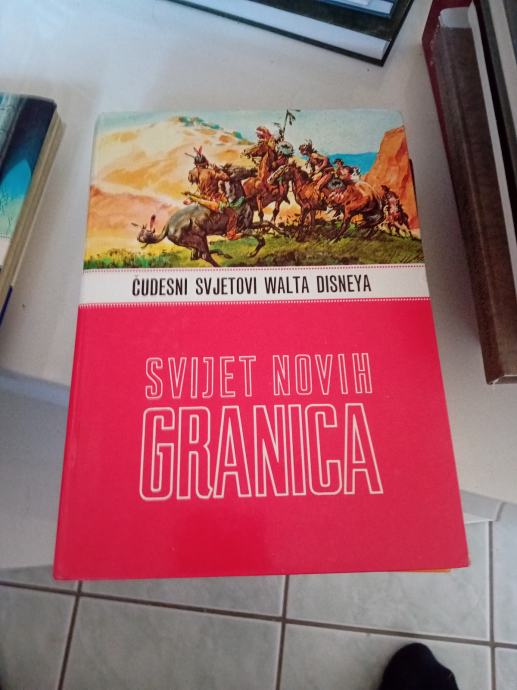 ČUDESNI SVJETOVI WALTA DISNEYA
SVIJET NOVIH
GRANICA